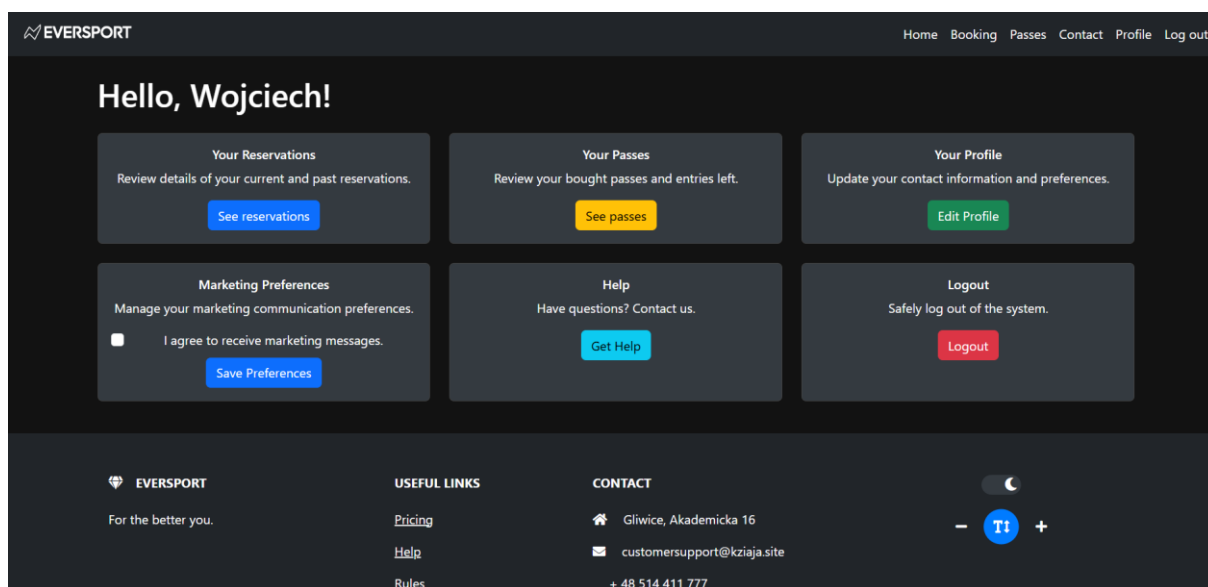 EVERSPORT
Home Booking Passes Contact Profile Log out
Hello, Wojciech!
Your Reservations
Review details of your current and past reservations.
See reservations
Your Passes
Review your bought passes and entries left.
See passes
Your Profile
Update your contact information and preferences.
Edit Profile
Marketing Preferences
Manage your marketing communication preferences.
I agree to receive marketing messages.
Save Preferences
Help
Have questions? Contact us.
Get Help
Logout
Safely log out of the system.
Logout
EVERSPORT
For the better you.
USEFUL LINKS
Pricing
Help
Rules
CONTACT
Gliwice, Akademicka 16
customersupport@kziaja.site
+ 48 514 411 777
− T↕ +